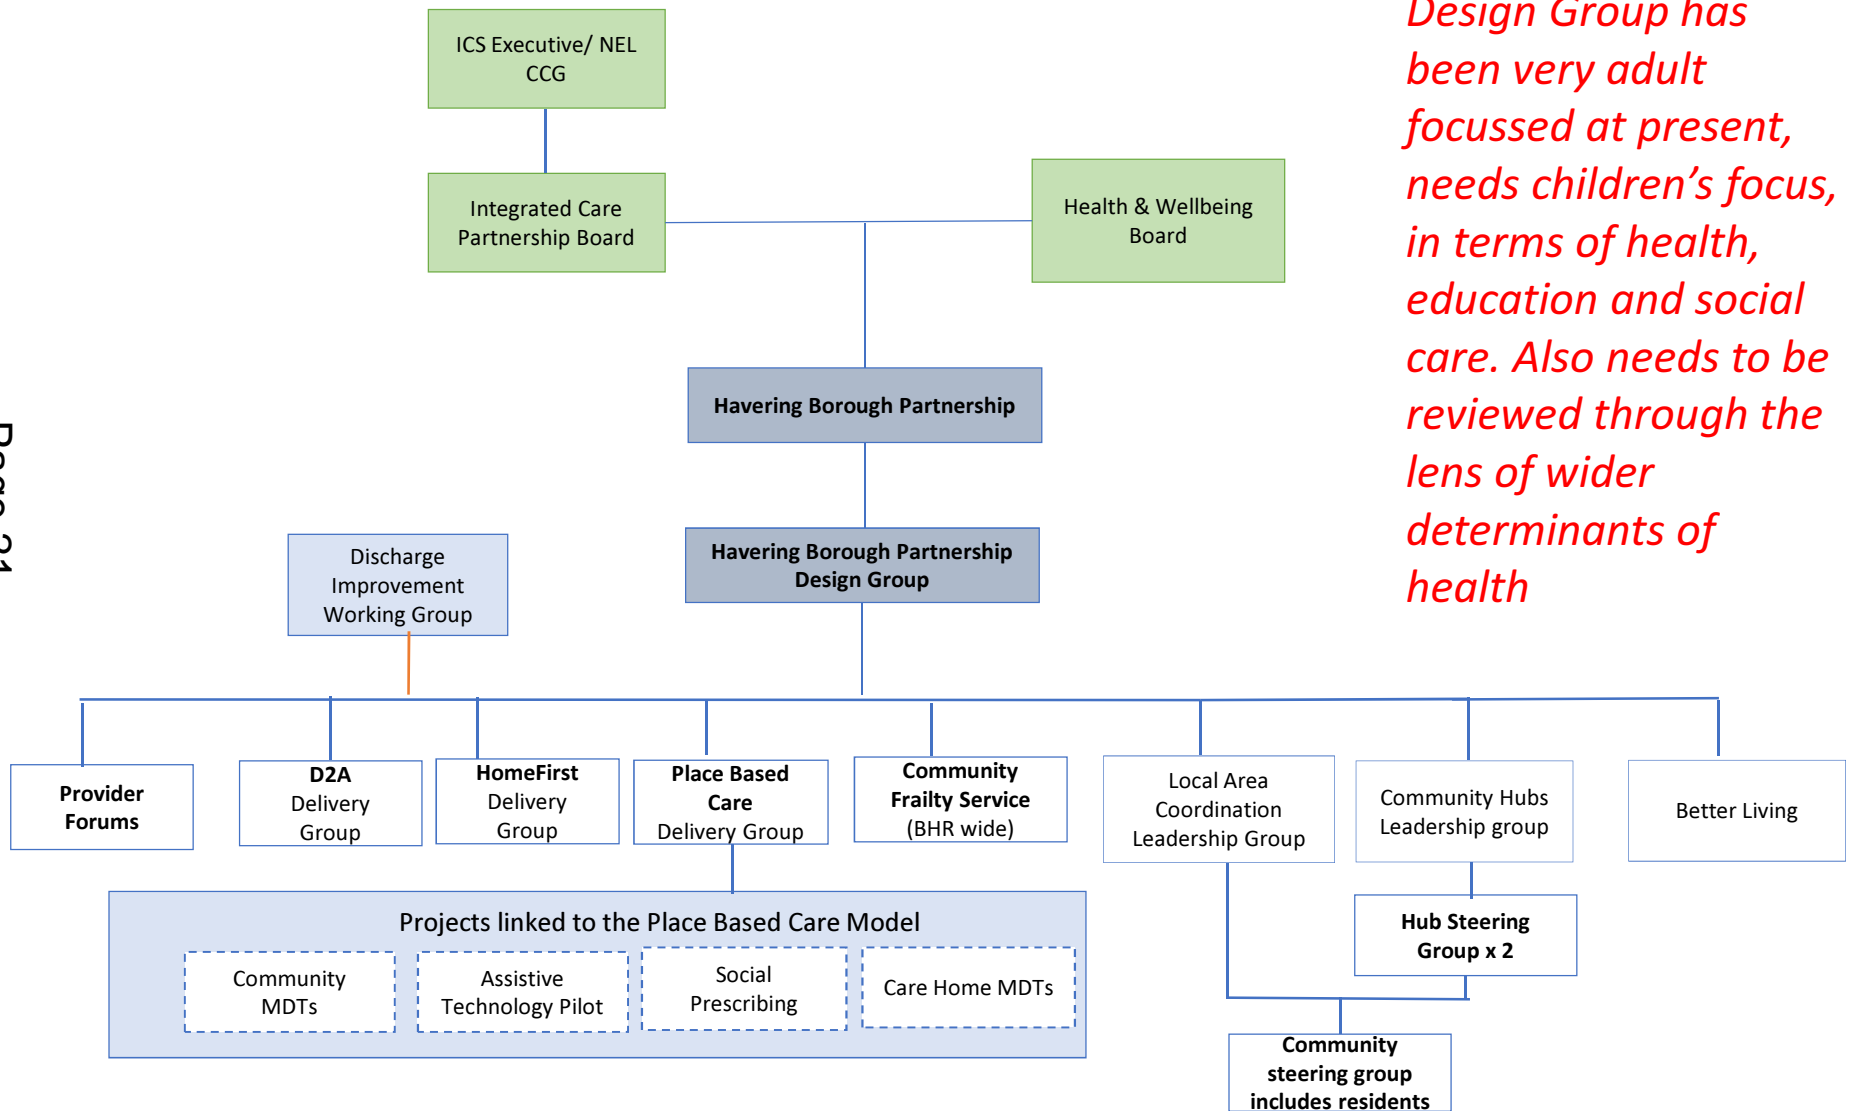 ICS Executive/ NEL
CCG
Integrated Care
Partnership Board
Health & Wellbeing
Board
Design Group has
been very adult
focussed at present,
needs children’s focus,
in terms of health,
education and social
care. Also needs to be
reviewed through the
lens of wider
determinants of
health
Havering Borough Partnership
Havering Borough Partnership
Design Group
Discharge
Improvement
Working Group
Provider
Forums
D2A
Delivery
Group
HomeFirst
Delivery
Group
Place Based
Care
Delivery Group
Community
Frailty Service
(BHR wide)
Local Area
Coordination
Leadership Group
Community Hubs
Leadership group
Better Living
Projects linked to the Place Based Care Model
Community
MDTs
Assistive
Technology Pilot
Social
Prescribing
Care Home MDTs
Hub Steering
Group x 2
Community
steering group
includes residents